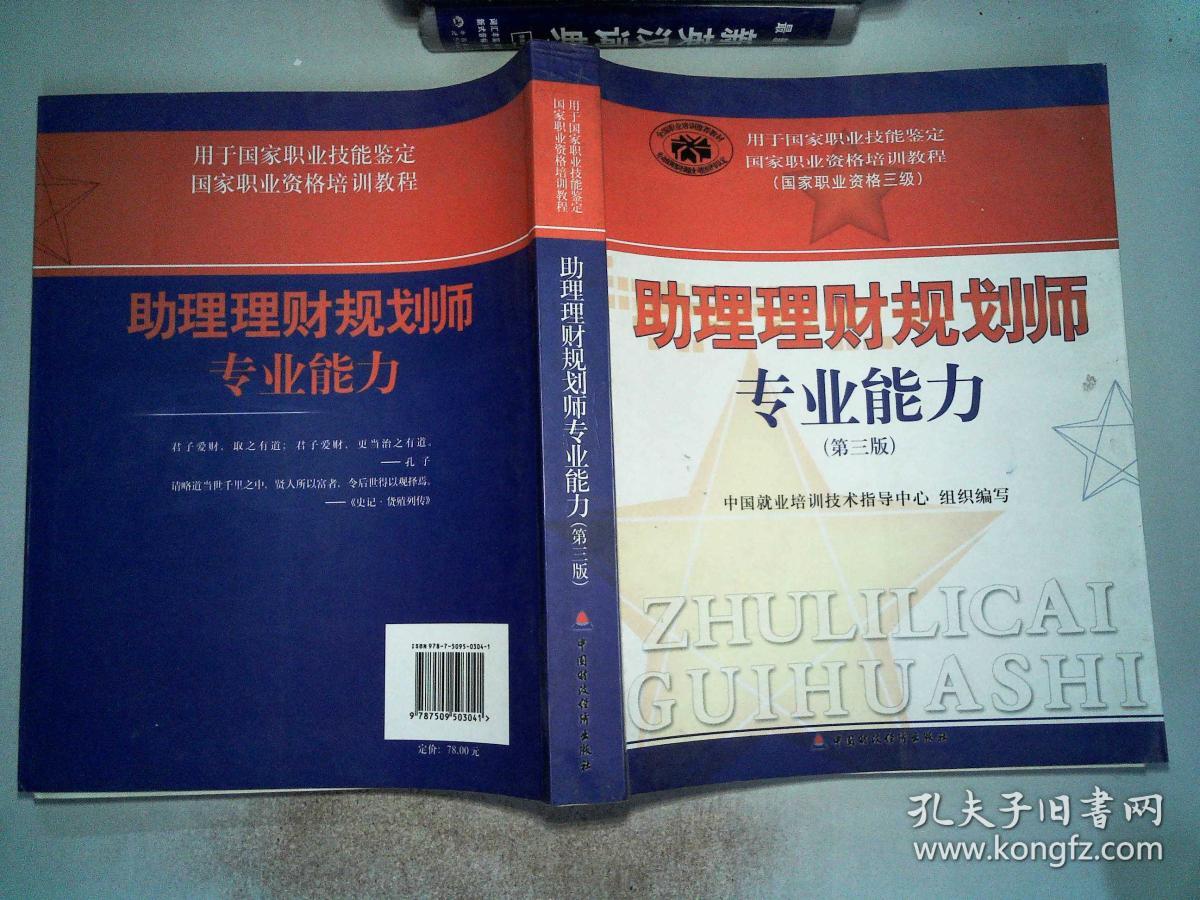 新英汉词典
用于国家职业技能鉴定
国家职业资格培训教程
助理理财规划师
专业能力
君子爱财，取之有道；君子爱财，更当治之有道。
——孔子
请略道当世千里之中，贤人所以富者，令后世得以观择焉。
——《史记·货殖列传》
ISBN 978-7-5095-0304-1
9 787509 503041 >
定价：78.00元
用于国家职业技能鉴定
国家职业资格培训教程
助理理财规划师专业能力（第三版）
中国财政经济出版社
用于国家职业技能鉴定
国家职业资格培训教程
（国家职业资格三级）
助理理财规划师
专业能力
（第三版）
中国就业培训技术指导中心 组织编写
ZHULILICAI
GUIHUASHI
中国财政经济出版社
孔夫子旧书网
www.kongfz.com